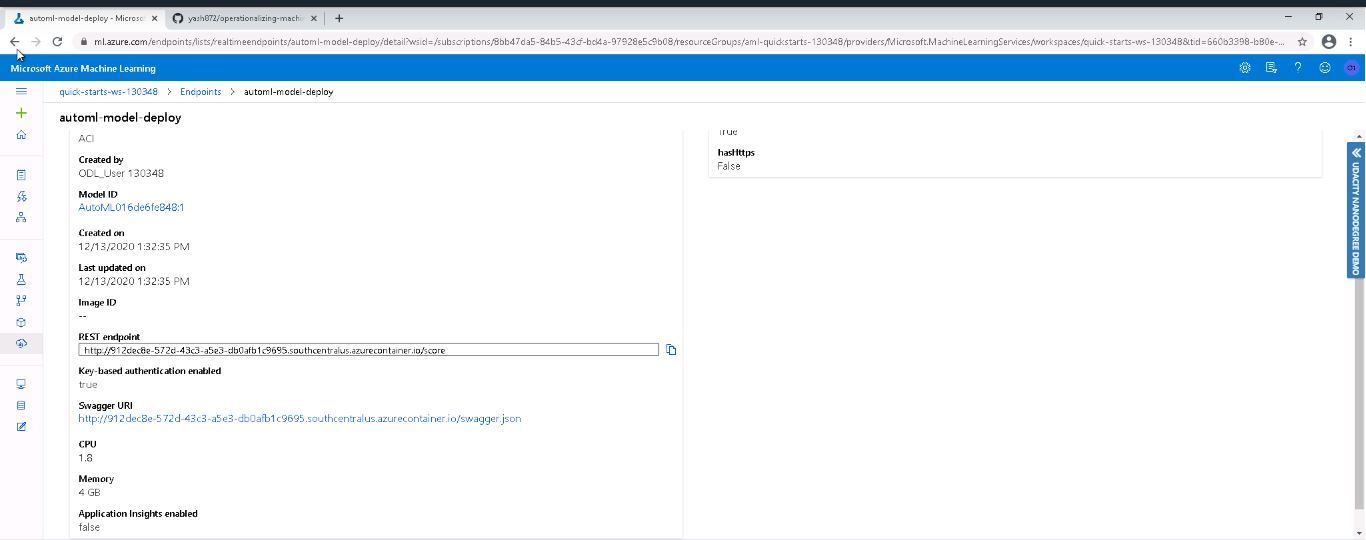 automl-model-deploy - Microsof
yash872/operationalizing-machi
ml.azure.com/endpoints/lists/realtimeendpoints/automl-model-deploy/detail?wsid=/subscriptions/8bb47da5-84b5-43cf-bd4a-97928e5c9b08/resourceGroups/aml-quickstarts-130348/providers/Microsoft.MachineLearningServices/workspaces/quick-starts-ws-130348&tid=660b3398-b80e-...
Microsoft Azure Machine Learning
O1
quick-starts-ws-130348 > Endpoints > automl-model-deploy
automl-model-deploy
ACI
Created by
ODL_User 130348
Model ID
AutoML016de6fe848:1
Created on
12/13/2020 1:32:35 PM
Last updated on
12/13/2020 1:32:35 PM
Image ID
--
REST endpoint
http://912dec8e-572d-43c3-a5e3-db0afb1c9695.southcentralus.azurecontainer.io/score
Key-based authentication enabled
true
Swagger URI
http://912dec8e-572d-43c3-a5e3-db0afb1c9695.southcentralus.azurecontainer.io/swagger.json
CPU
1.8
Memory
4 GB
Application Insights enabled
false
True
hasHttps
False
UDACITY NANODEGREE DEMO